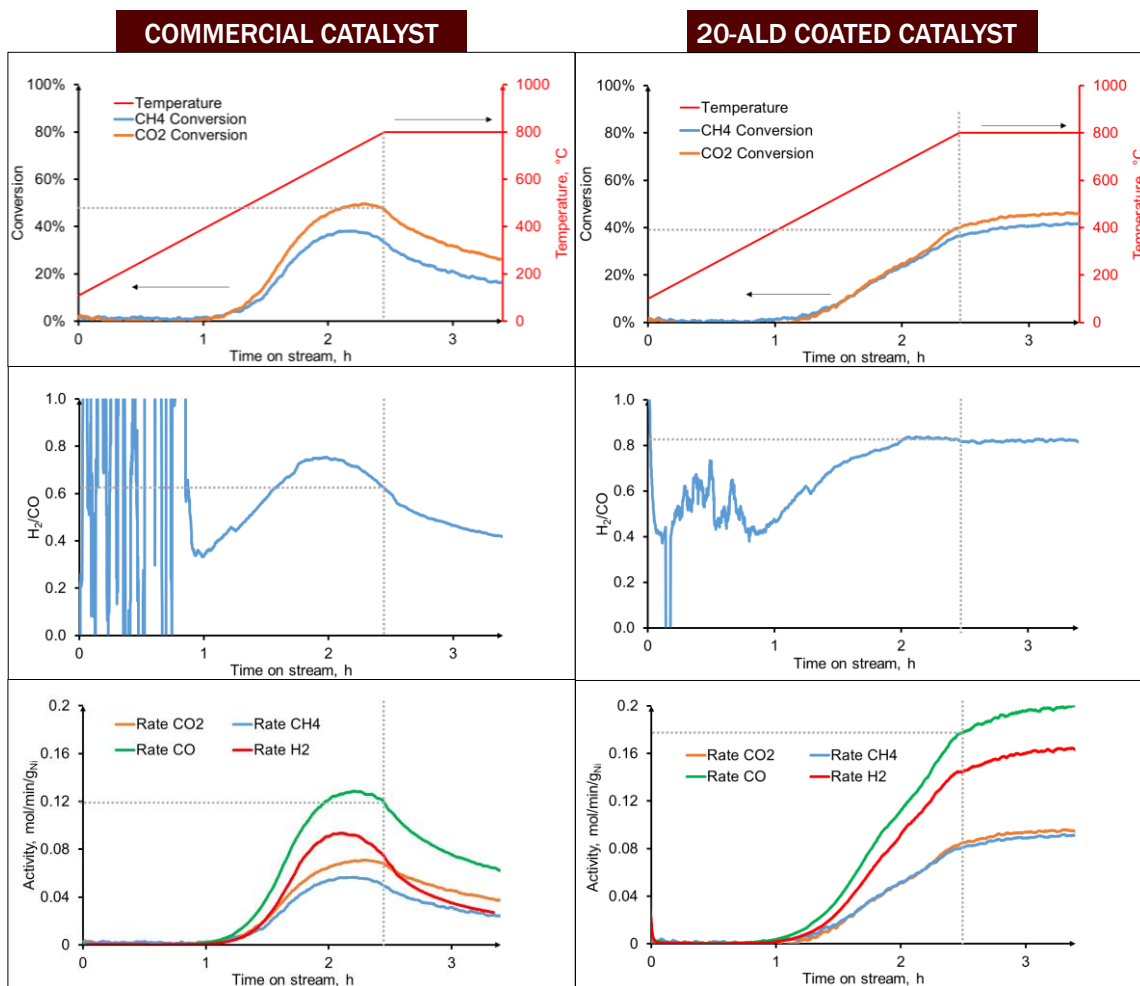 COMMERCIAL CATALYST
20-ALD COATED CATALYST
100%
80%
60%
40%
20%
0%
Conversion
Temperature
CH4 Conversion
CO2 Conversion
1000
800
600
400
200
0
Temperature, °C
0 1 2 3
Time on stream, h
100%
80%
60%
40%
20%
0%
Conversion
Temperature
CH4 Conversion
CO2 Conversion
1000
800
600
400
200
0
Temperature, °C
0 1 2 3
Time on stream, h
1.0
0.8
0.6
0.4
0.2
0.0
H2/CO
0 1 2 3
Time on stream, h
1.0
0.8
0.6
0.4
0.2
0.0
H2/CO
0 1 2 3
Time on stream, h
0.2
0.16
0.12
0.08
0.04
0
Activity, mol/min/gNi
Rate CO2 Rate CH4
Rate CO Rate H2
0 1 2 3
Time on stream, h
0.2
0.16
0.12
0.08
0.04
0
Activity, mol/min/gNi
Rate CO2 Rate CH4
Rate CO Rate H2
0 1 2 3
Time on stream, h